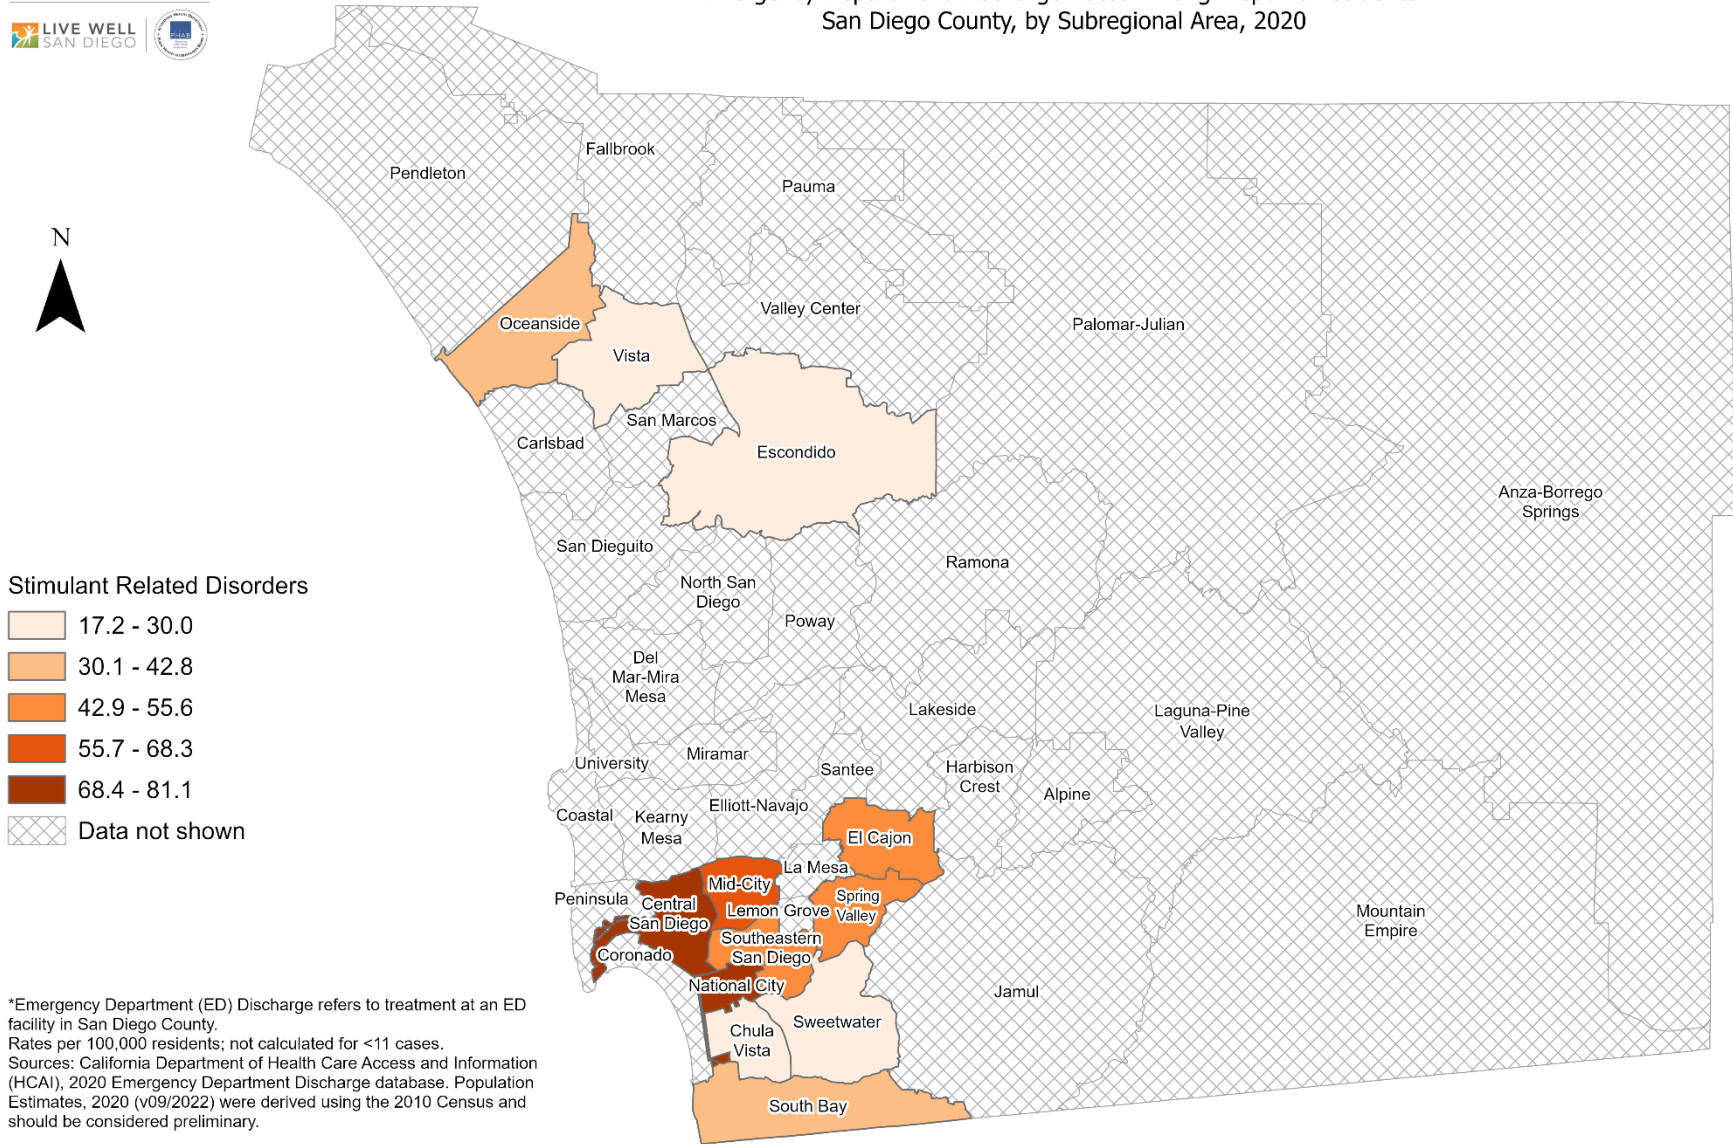 San Diego County, by Subregional Area, 2020
LIVE WELL
SAN DIEGO
PHAB
N
Fallbrook
Pendleton
Pauma
Oceanside
Valley Center
Palomar-Julian
Vista
San Marcos
Carlsbad
Escondido
Anza-Borrego
Springs
San Dieguito
Ramona
North San
Diego
Poway
Del
Mar-Mira
Mesa
Lakeside
Laguna-Pine
Valley
University
Miramar
Santee
Harbison
Crest
Alpine
Coastal
Kearny
Mesa
Elliott-Navajo
El Cajon
La Mesa
Mid-City
Peninsula
Central
San Diego
Lemon Grove
Spring
Valley
Southeastern
San Diego
Coronado
National City
Mountain
Empire
Jamul
Chula
Vista
Sweetwater
South Bay
Stimulant Related Disorders
17.2 - 30.0
30.1 - 42.8
42.9 - 55.6
55.7 - 68.3
68.4 - 81.1
Data not shown
*Emergency Department (ED) Discharge refers to treatment at an ED
facility in San Diego County.
Rates per 100,000 residents; not calculated for <11 cases.
Sources: California Department of Health Care Access and Information
(HCAI), 2020 Emergency Department Discharge database. Population
Estimates, 2020 (v09/2022) were derived using the 2010 Census and
should be considered preliminary.